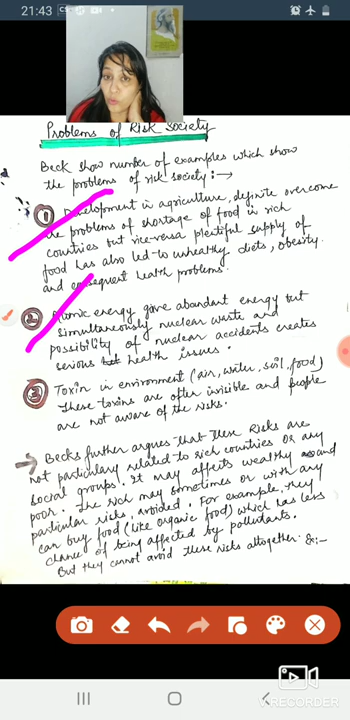 21:43
Problems of Risk Society
Beck show number of examples which show
the problems of risk society :-→
① Development in agriculture, definite overcome
the problems of shortage of food in rich
countries but vice-versa plentiful supply of
food has also led to unhealthy diets, obesity.
and consequent health problems.
② Atomic energy gave abandant energy but
simultaneously nuclear waste and
possibility of nuclear accidents creates
serious health issues.
③ Toxin in environment (air, water, soil, food)
These toxins are often invisible and people
are not aware of the risks.
→ Becks further argues that these Risks are
not particulary related to rich countries or any
social groups. It may affects wealthy and
poor. The rich may sometimes or with any
particular risks, avoided. For example, they
can buy food (like organic food) which has less
chance of being affected by pollutants.
But they cannot avoid these risks altogether. &:-
V RECORDER